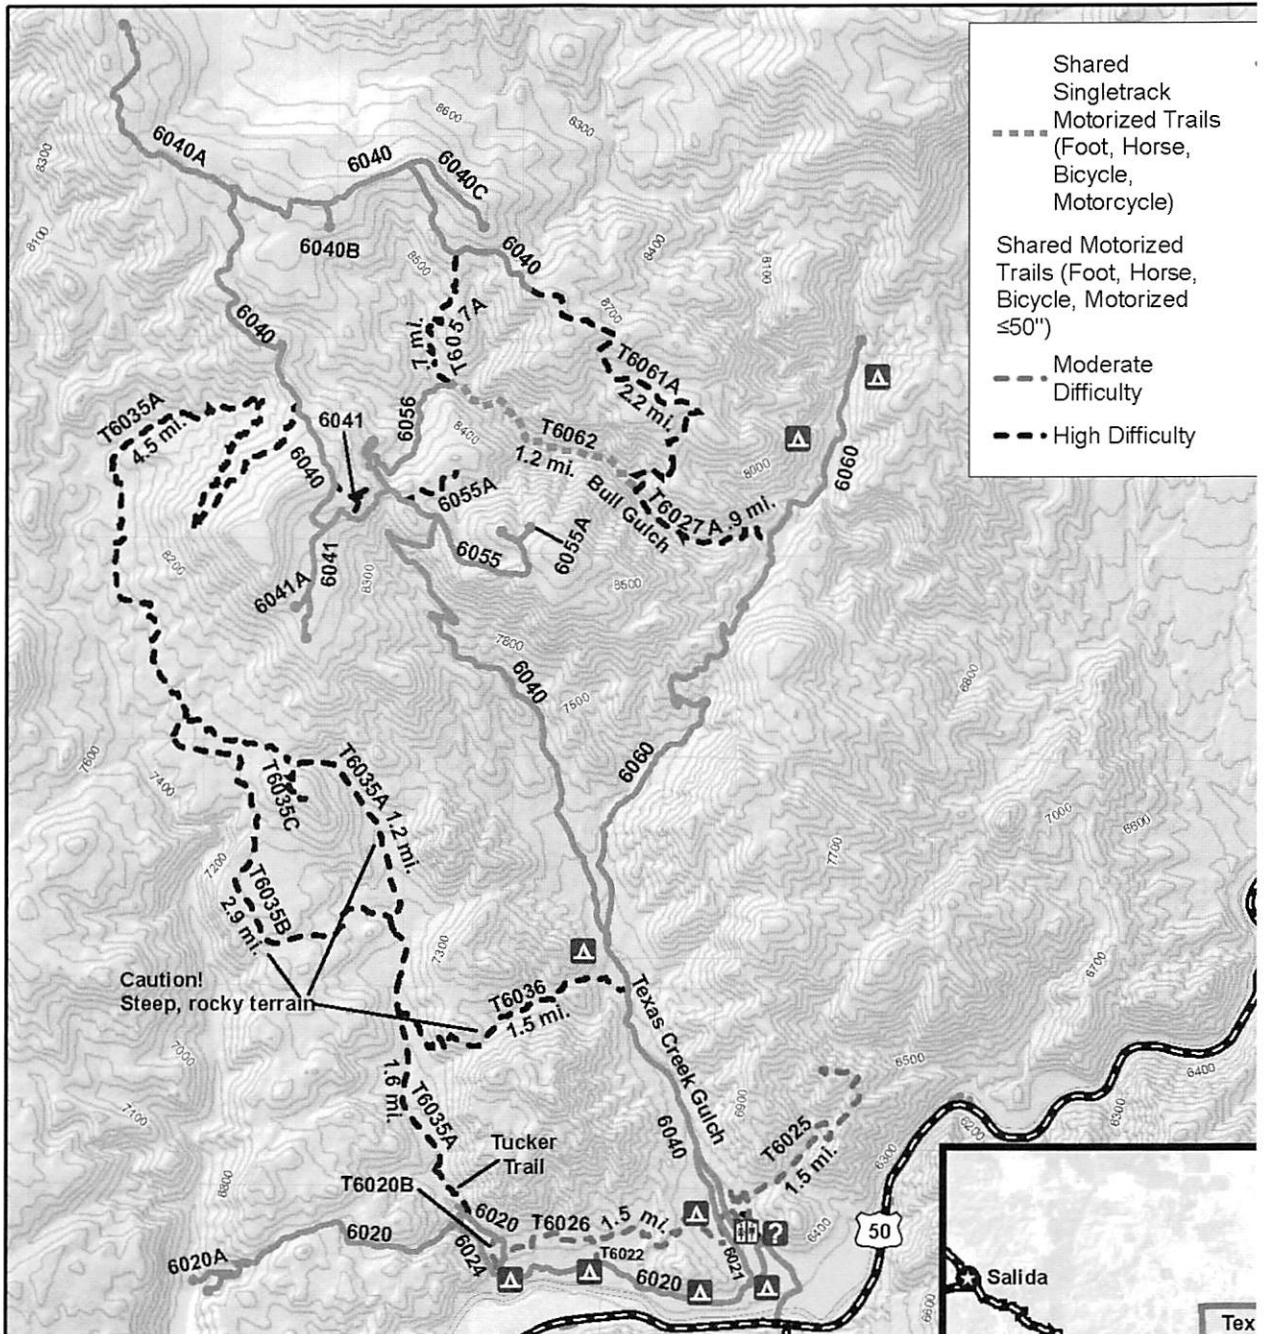 Shared
Singletrack
Motorized Trails
(Foot, Horse,
Bicycle,
Motorcycle)
Shared Motorized
Trails (Foot, Horse,
Bicycle, Motorized
≤50")
Moderate
Difficulty
High Difficulty
8600
8300
8300
6040A
6040
6040C
8100
6040B
8500
6040
8400
8100
6040
T6057A
.7 mi.
8700
T6061A
2.2 mi.
T6035A
4.5 mi.
6041
6056
8400
T6062
1.2 mi.
Bull Gulch
8000
6060
6040
6055A
T6027A .9 mi.
8200
6041
6041A
8300
6055
6055A
8500
7800
6040
7500
6800
7600
7400
6060
T6035A 1.2 mi.
T6035C
7000
6800
7200
7700
T6035B
2.9 mi.
7300
6700
Caution!
Steep, rocky terrain
T6036
1.5 mi.
Texas Creek Gulch
7000
6500
6400
7100
1.6 mi.
T6035A
6900
6300
6200
6040
T6025
1.5 mi.
Tucker
Trail
6300
T6020B
6800
6020
T6026 1.5 mi.
?
6400
50
6020
6024
T6022
6021
6020A
6020
Salida
6600
Tex